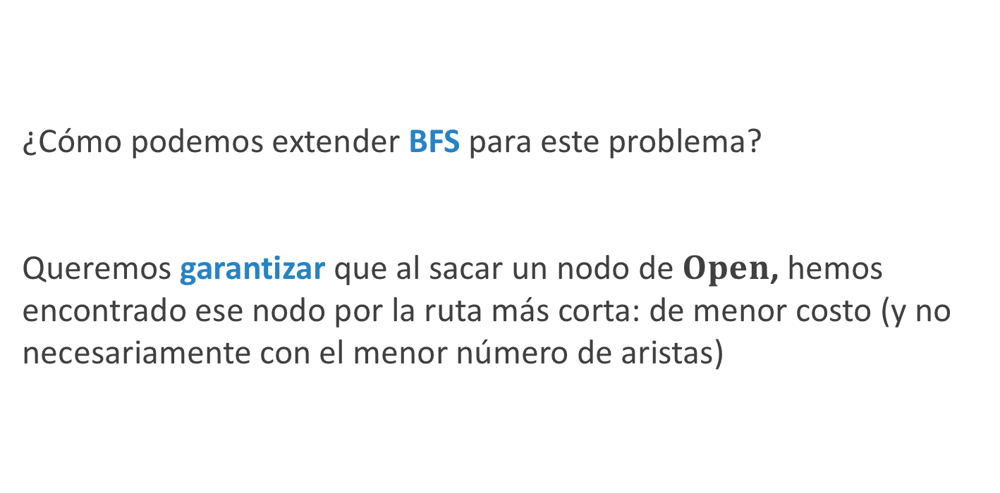 ¿Cómo podemos extender BFS para este problema?
Queremos garantizar que al sacar un nodo de Open, hemos
encontrado ese nodo por la ruta más corta: de menor costo (y no
necesariamente con el menor número de aristas)